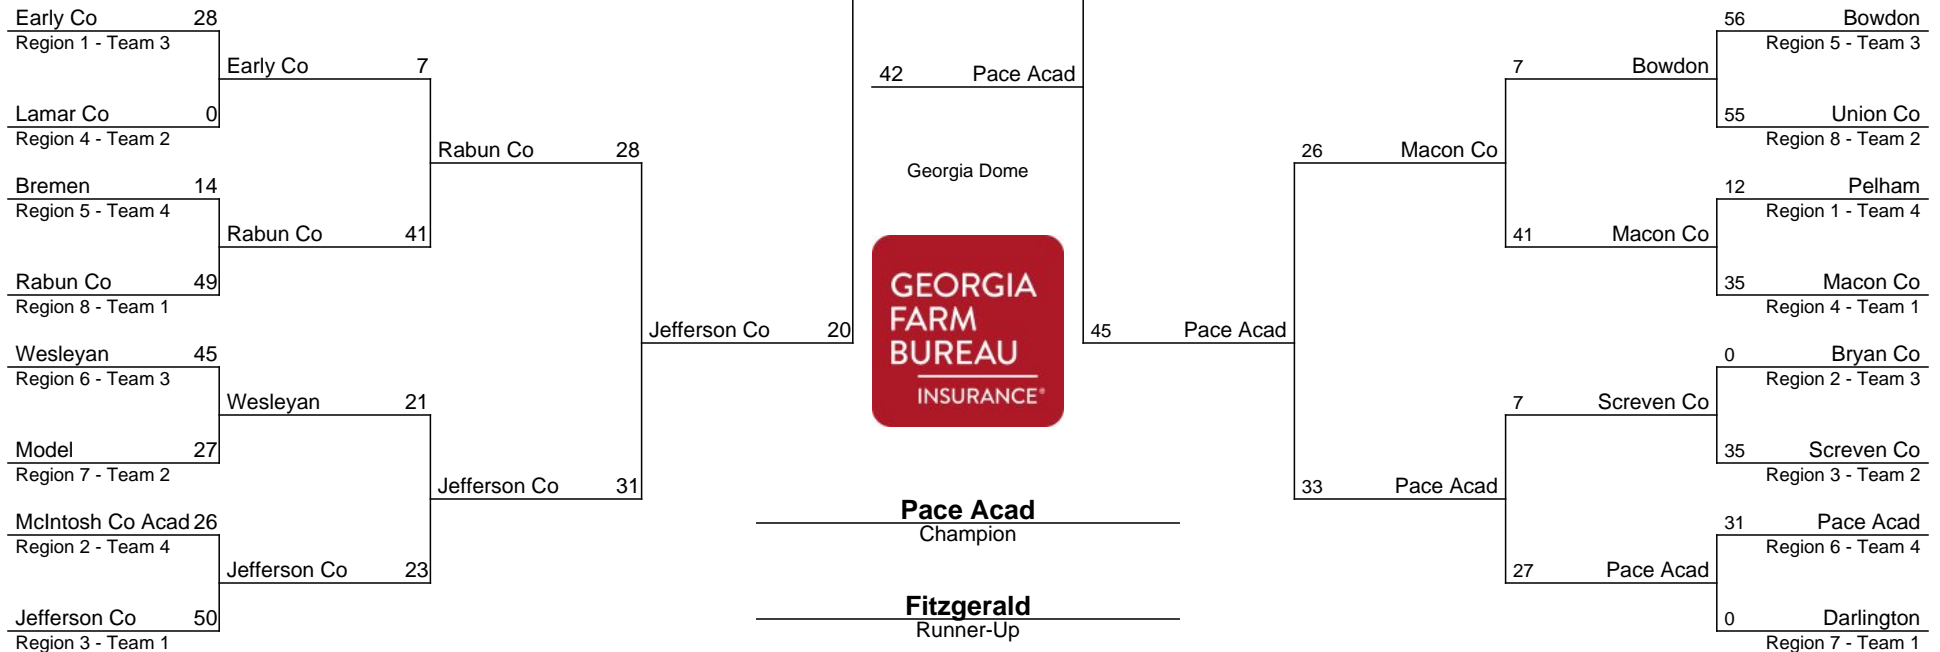 Early Co 28
Region 1 - Team 3
Early Co 7
Lamar Co 0
Region 4 - Team 2
Rabun Co 28
Bremen 14
Region 5 - Team 4
Rabun Co 41
Rabun Co 49
Region 8 - Team 1
Jefferson Co 20
Wesleyan 45
Region 6 - Team 3
Wesleyan 21
Model 27
Region 7 - Team 2
Jefferson Co 31
McIntosh Co Acad 26
Region 2 - Team 4
Jefferson Co 23
Jefferson Co 50
Region 3 - Team 1
42 Pace Acad
Georgia Dome
GEORGIA
FARM
BUREAU
INSURANCE®
Pace Acad
Champion
Fitzgerald
Runner-Up
45 Pace Acad
26 Macon Co
33 Pace Acad
7 Bowdon
41 Macon Co
7 Screven Co
27 Pace Acad
56 Bowdon
Region 5 - Team 3
55 Union Co
Region 8 - Team 2
12 Pelham
Region 1 - Team 4
35 Macon Co
Region 4 - Team 1
0 Bryan Co
Region 2 - Team 3
35 Screven Co
Region 3 - Team 2
31 Pace Acad
Region 6 - Team 4
0 Darlington
Region 7 - Team 1